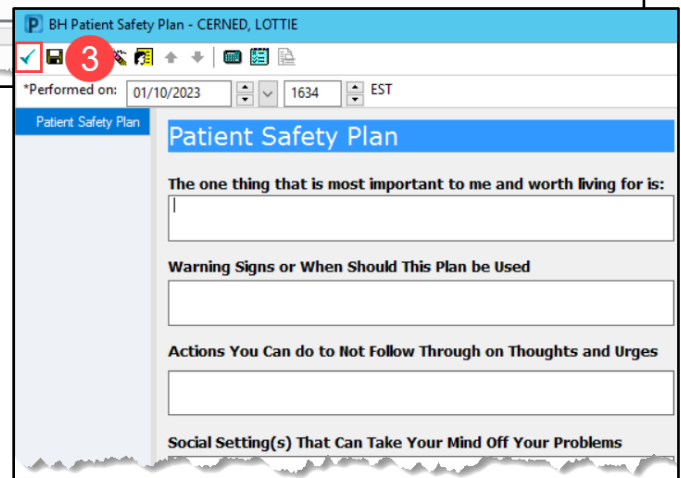 BH Patient Safety Plan - CERNED, LOTTIE
3
*Performed on: 01/10/2023 1634 EST
Patient Safety Plan
Patient Safety Plan
The one thing that is most important to me and worth living for is:
Warning Signs or When Should This Plan be Used
Actions You Can do to Not Follow Through on Thoughts and Urges
Social Setting(s) That Can Take Your Mind Off Your Problems